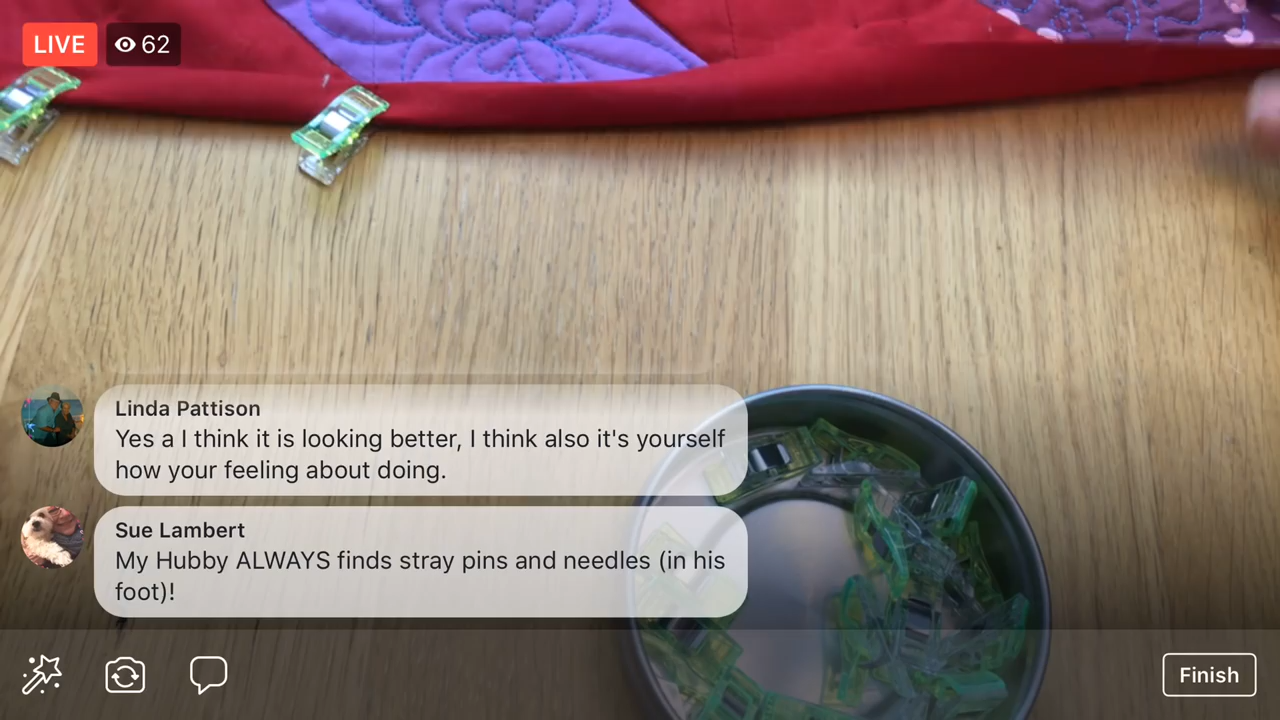 LIVE 62
Linda Pattison
Yes a I think it is looking better, I think also it's yourself
how your feeling about doing.
Sue Lambert
My Hubby ALWAYS finds stray pins and needles (in his
foot)!
Finish